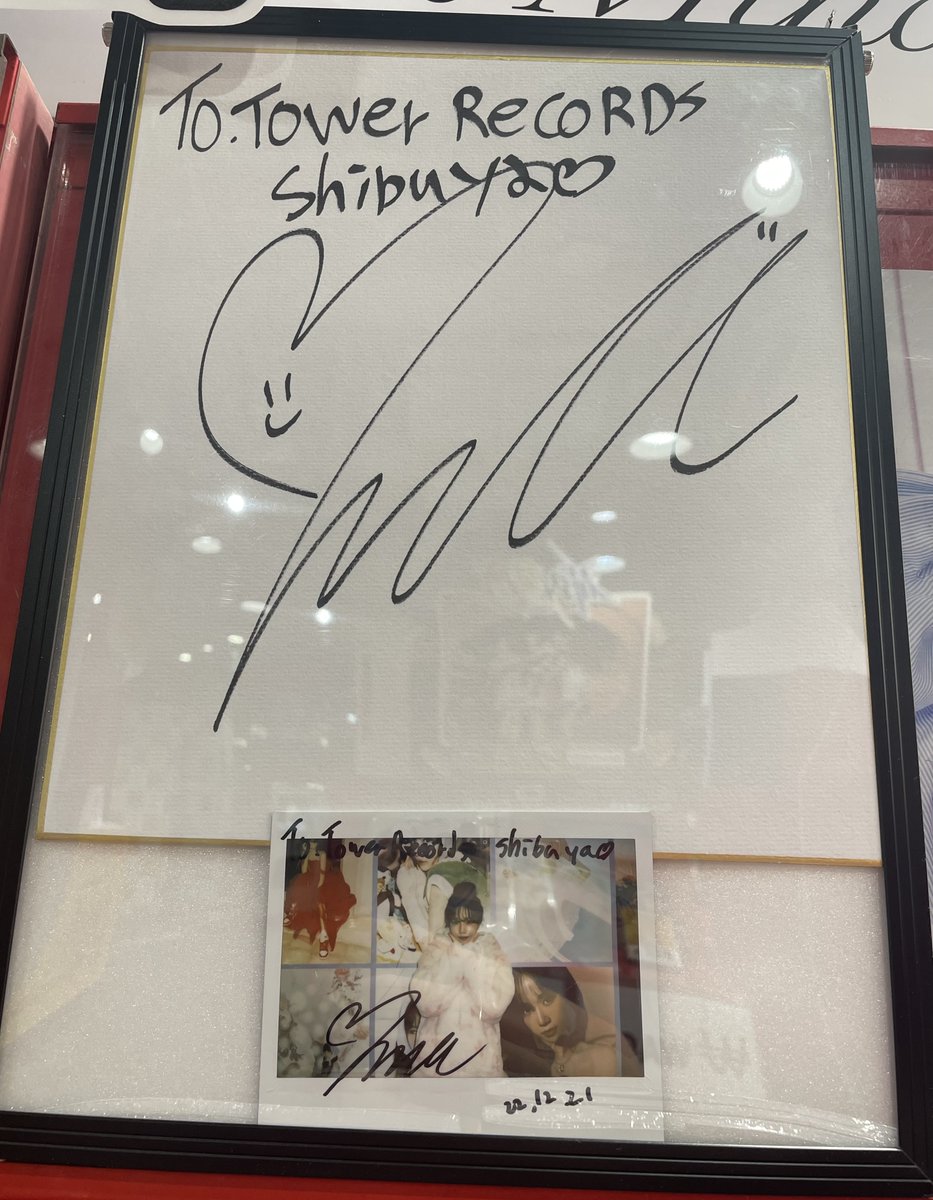 To. Tower RecORDs
Shibuya♡
To. Tower Records Shibuya♡
22.12.21